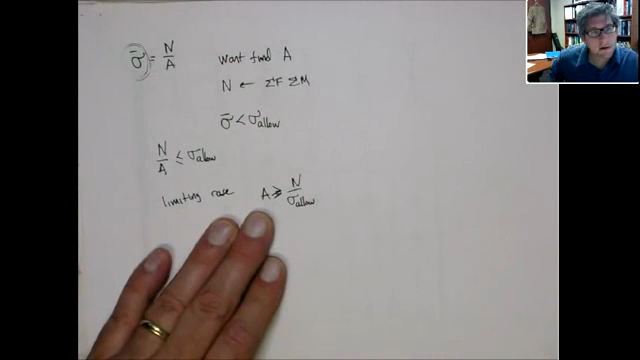 σ̄ = N/A want find A
N ← ΣF ΣM
σ̄ < σallow
N/A ≤ σallow
limiting case A ≥ N/σallow